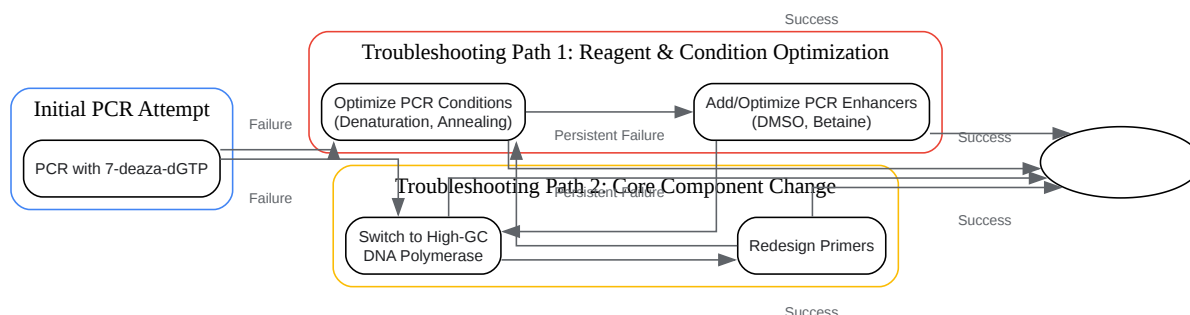 Success
Troubleshooting Path 1: Reagent & Condition Optimization
Initial PCR Attempt
Optimize PCR Conditions
(Denaturation, Annealing)
Add/Optimize PCR Enhancers
(DMSO, Betaine)
Failure
Persistent Failure
Success
PCR with 7-deaza-dGTP
Troubleshooting Path 2: Core Component Change
Persistent Failure
Failure
Success
Switch to High-GC
DNA Polymerase
Redesign Primers
Success